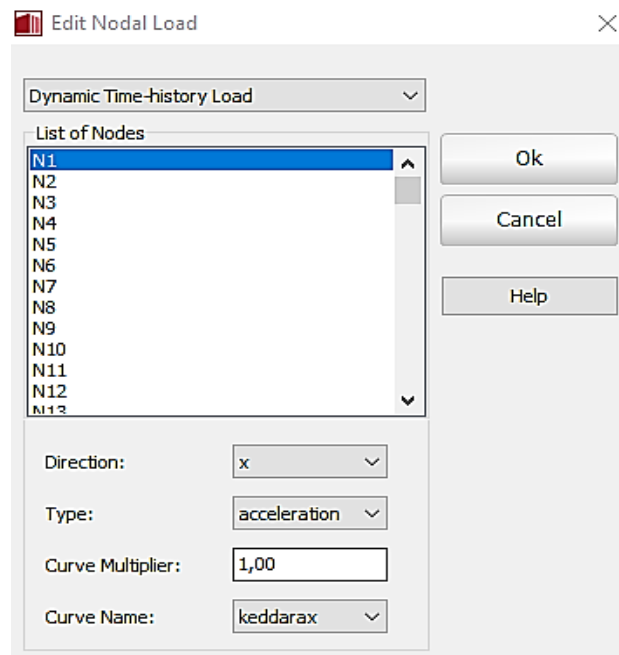 Edit Nodal Load
Dynamic Time-history Load
List of Nodes
N1
N2
N3
N4
N5
N6
N7
N8
N9
N10
N11
N12
N13
Ok
Cancel
Help
Direction: x
Type: acceleration
Curve Multiplier: 1,00
Curve Name: keddarax